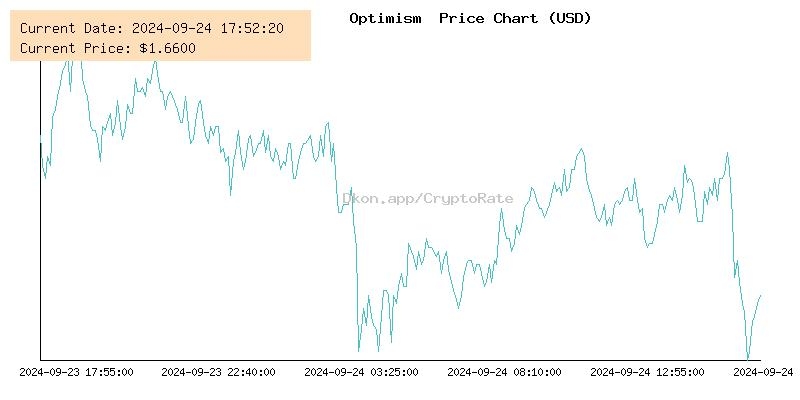 Optimism  Price Chart (USD)
Current Date: 2024-09-24 17:52:20
Current Price: $1.6600
Dkon.app/CryptoRate
2024-09-23 17:55:00 2024-09-23 22:40:00 2024-09-24 03:25:00 2024-09-24 08:10:00 2024-09-24 12:55:00 2024-09-24